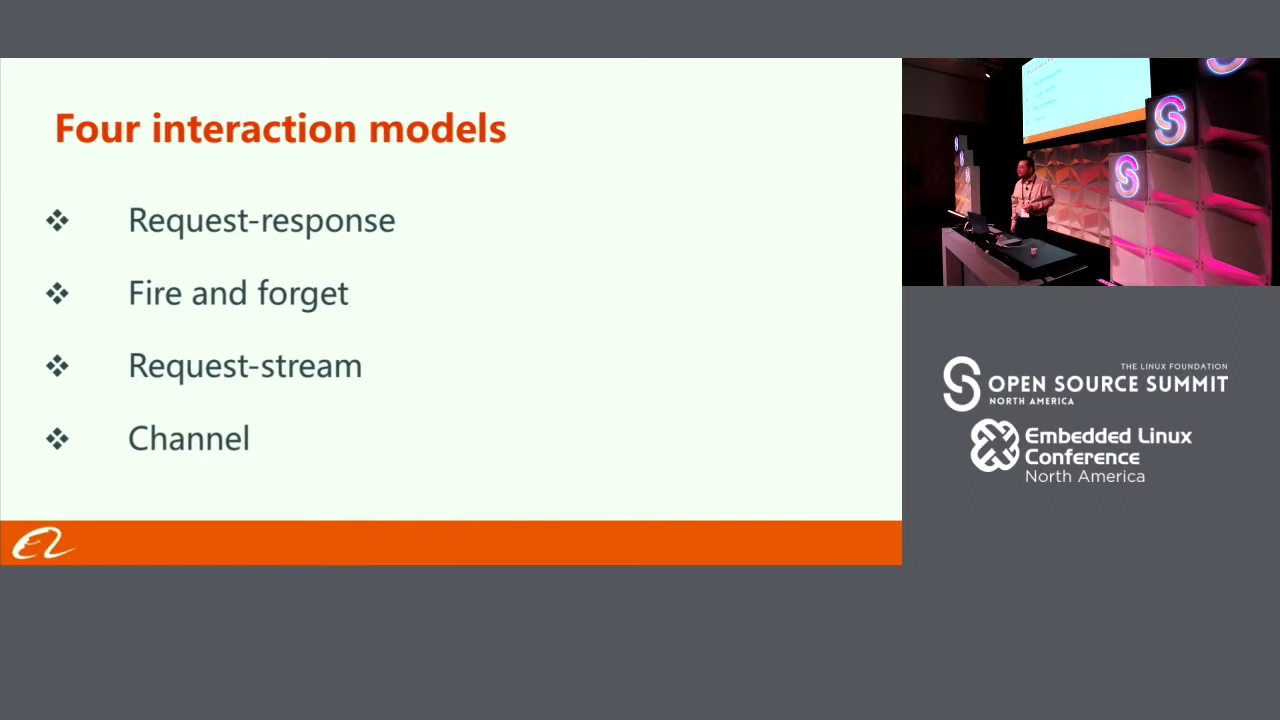 Four interaction models
❖ Request-response
❖ Fire and forget
❖ Request-stream
❖ Channel
THE LINUX FOUNDATION
OPEN SOURCE SUMMIT
NORTH AMERICA
Embedded Linux
Conference
North America